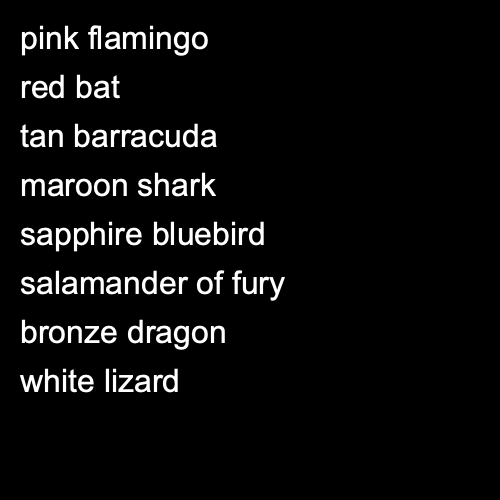 pink flamingo
red bat
tan barracuda
maroon shark
sapphire bluebird
salamander of fury
bronze dragon
white lizard